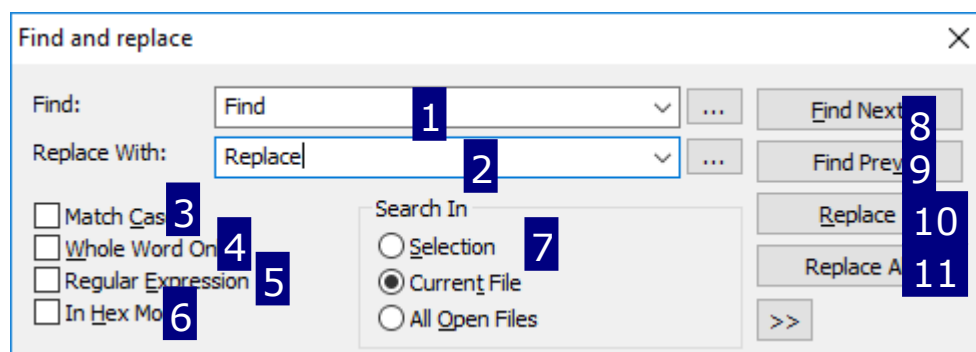 Find and replace
Find: Find 1 ... Find Next 8
Replace With: Replace 2 ... Find Prev 9
Match Cas 3 Search In Replace 10
Whole Word On 4 Selection 7
Regular Expression 5 Current File Replace A 11
In Hex Mo 6 All Open Files >>